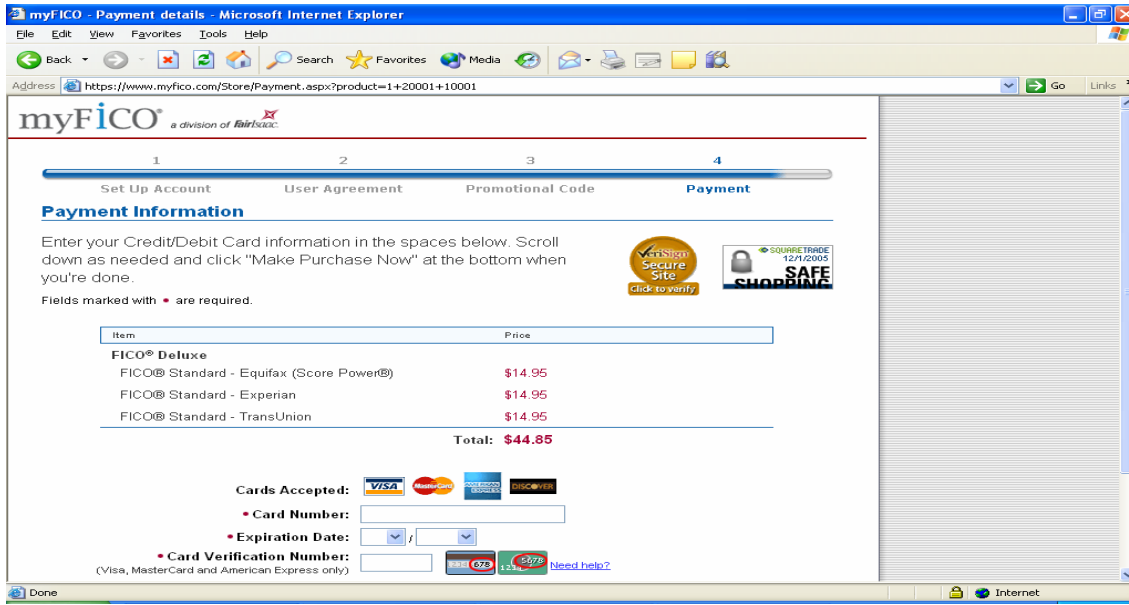 myFICO - Payment details - Microsoft Internet Explorer
File Edit View Favorites Tools Help
Back Search Favorites Media
Address https://www.myfico.com/Store/Payment.aspx?product=1+20001+10001 Go Links
myFICO® a division of Fair Isaac
1 2 3 4
Set Up Account User Agreement Promotional Code Payment
Payment Information
Enter your Credit/Debit Card information in the spaces below. Scroll
down as needed and click "Make Purchase Now" at the bottom when
you're done.
Fields marked with • are required.
VeriSign
Secure
Site
Click to verify
SQUARETRADE
12/1/2005
SAFE
SHOPPING
Item Price
FICO® Deluxe
FICO® Standard - Equifax (Score Power®) $14.95
FICO® Standard - Experian $14.95
FICO® Standard - TransUnion $14.95
Total: $44.85
Cards Accepted: VISA MasterCard AMERICAN EXPRESS DISCOVER
• Card Number:
• Expiration Date: /
• Card Verification Number: 1234 678 5678 Need help?
(Visa, MasterCard and American Express only)
Done Internet